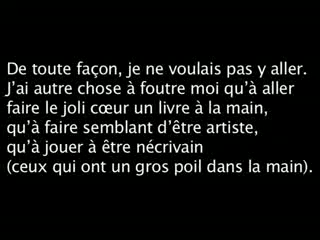 De toute façon, je ne voulais pas y aller.
J'ai autre chose à foutre moi qu'à aller
faire le joli cœur un livre à la main,
qu'à faire semblant d'être artiste,
qu'à jouer à être nécrivain
(ceux qui ont un gros poil dans la main).